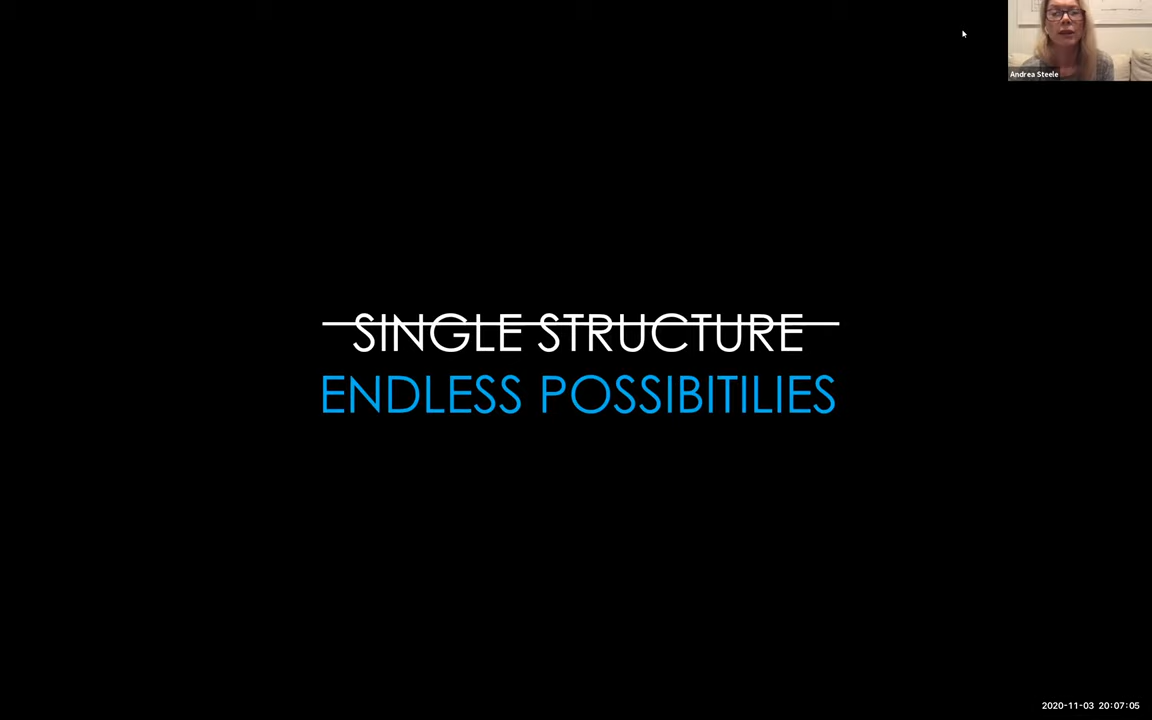 Andrea Steele
SINGLE STRUCTURE
ENDLESS POSSIBITILIES
2020-11-03 20:07:05